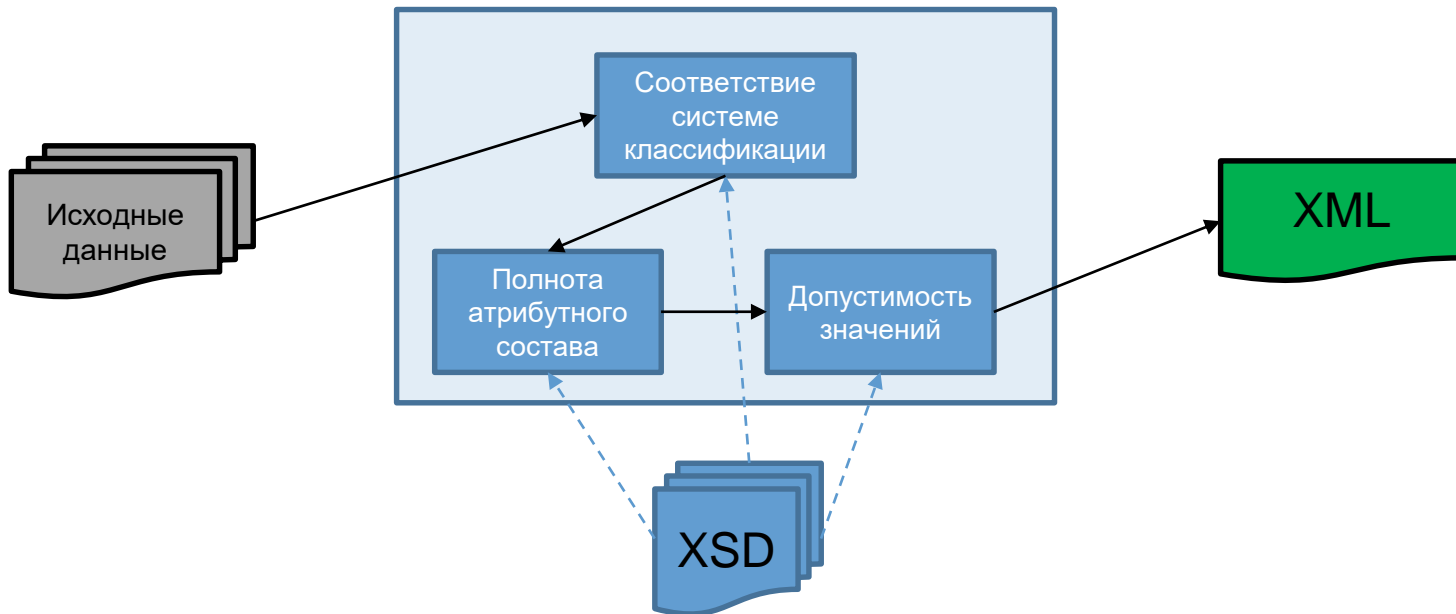 Соответствие
системе
классификации
Исходные
данные
XML
Полнота
атрибутного
состава
Допустимость
значений
XSD